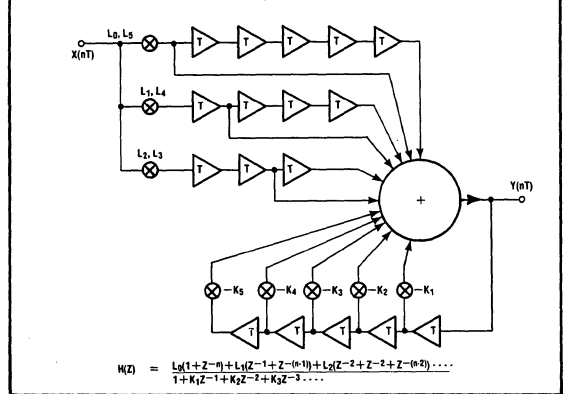 L₀, L₅
X(nT)
T T T T T
L₁, L₄
T T T T
L₂, L₃
T T T
+
Y(nT)
–K₅ –K₄ –K₃ –K₂ –K₁
T T T T T
H(Z) = L₀(1+Z⁻ⁿ)+L₁(Z⁻¹+Z⁻⁽ⁿ⁻¹⁾)+L₂(Z⁻²+Z⁻²+Z⁻⁽ⁿ⁻²⁾)....
1+K₁Z⁻¹+K₂Z⁻²+K₃Z⁻³....